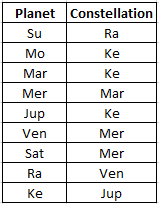 Planet Constellation
Su Ra
Mo Ke
Mar Ke
Mer Mar
Jup Ke
Ven Mer
Sat Mer
Ra Ven
Ke Jup